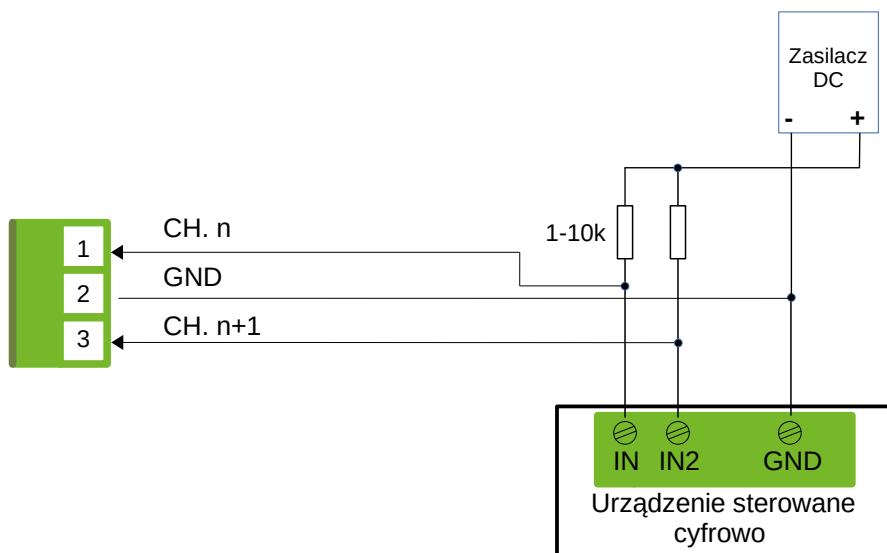 Zasilacz
DC
- +
CH. n
1
1-10k
GND
2
CH. n+1
3
IN IN2 GND
Urządzenie sterowane
cyfrowo